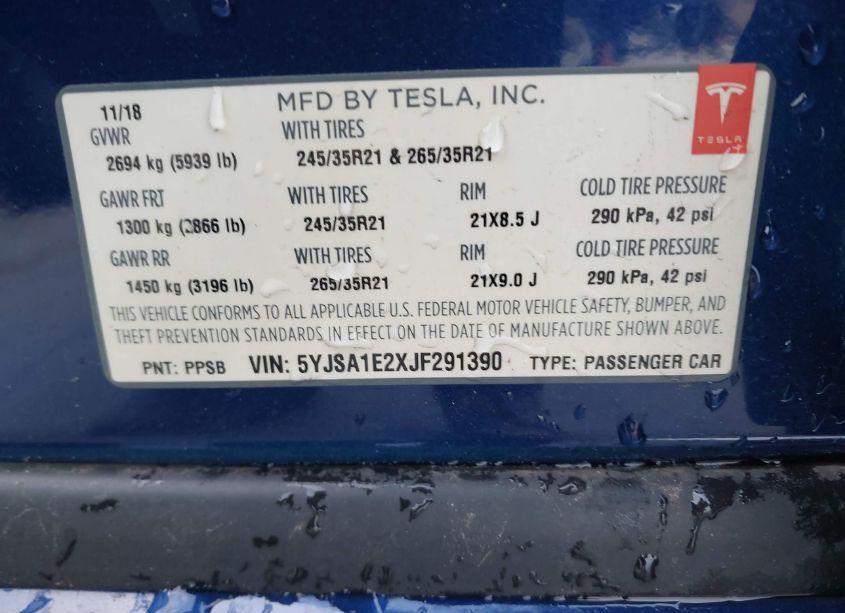 11/18 MFD BY TESLA, INC.
TESLA
GVWR WITH TIRES
2694 kg (5939 lb) 245/35R21 & 265/35R21
GAWR FRT WITH TIRES RIM COLD TIRE PRESSURE
1300 kg (2866 lb) 245/35R21 21X8.5 J 290 kPa, 42 psi
GAWR RR WITH TIRES RIM COLD TIRE PRESSURE
1450 kg (3196 lb) 265/35R21 21X9.0 J 290 kPa, 42 psi
THIS VEHICLE CONFORMS TO ALL APPLICABLE U.S. FEDERAL MOTOR VEHICLE SAFETY, BUMPER, AND
THEFT PREVENTION STANDARDS IN EFFECT ON THE DATE OF MANUFACTURE SHOWN ABOVE.
PNT: PPSB VIN: 5YJSA1E2XJF291390 TYPE: PASSENGER CAR